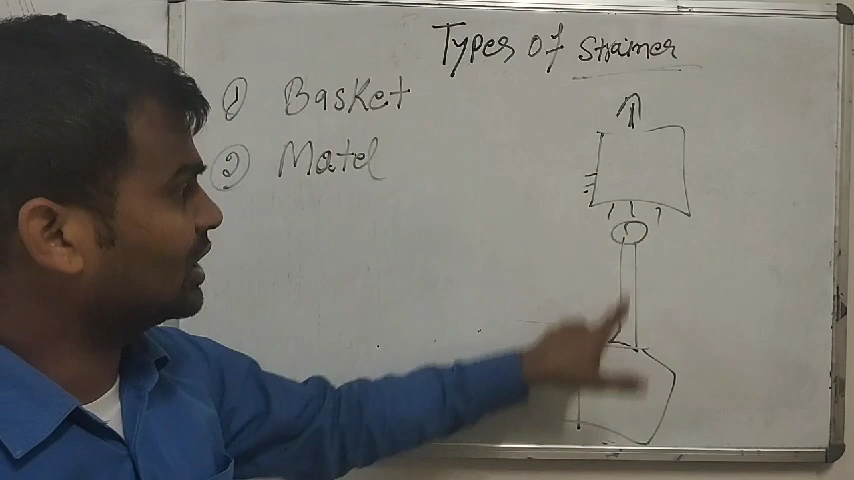 Types of Strainer
① Basket
② Matel